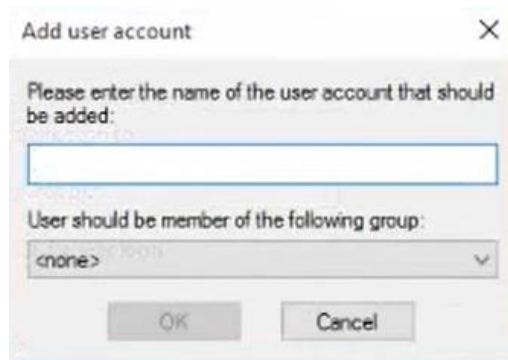 Add user account
Please enter the name of the user account that should
be added:
User should be member of the following group:
<none>
OK
Cancel